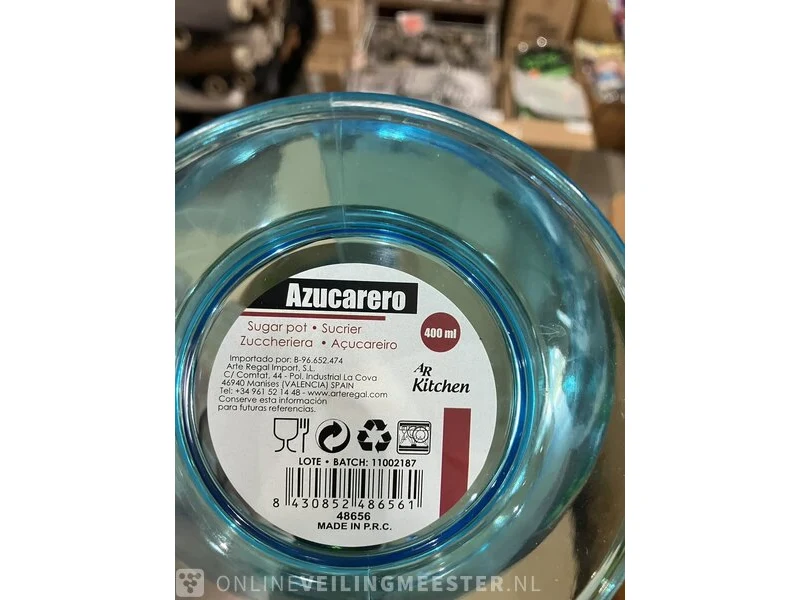 Azucarero
Sugar pot • Sucrier
Zuccheriera • Açucareiro
400 ml
Importado por: B-96.652.474
Arte Regal Import, S.L.
C/ Comtat, 44 - Pol. Industrial La Cova
46940 Manises (VALENCIA) SPAIN
Tel: +34 961 52 14 48 - www.arteregal.com
Conserve esta información
para futuras referencias.
AR
Kitchen
LOTE • BATCH: 11002187
8 430852 486561
48656
MADE IN P.R.C.
ONLINEVEILINGMEESTER.NL